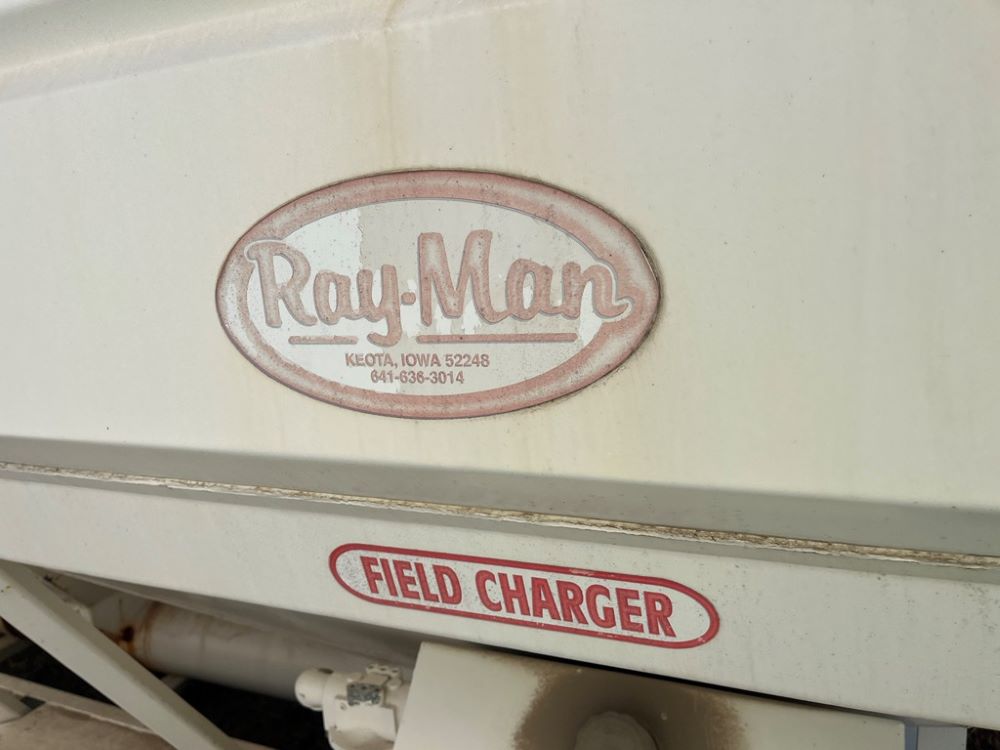 Ray-Man
KEOTA, IOWA 52248
641-636-3014
FIELD CHARGER